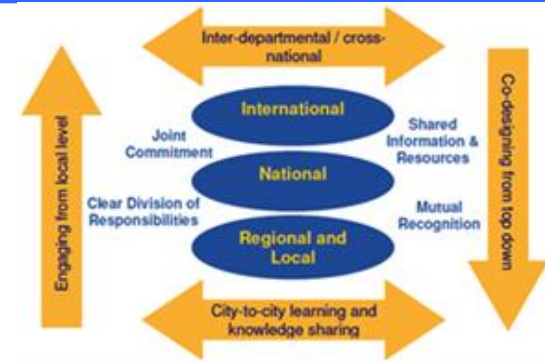 Inter-departmental / cross-
national
Engaging from local level
International
Joint
Commitment
Shared
Information &
Resources
National
Clear Division of
Responsibilities
Mutual
Recognition
Regional and
Local
Co-designing from top down
City-to-city learning and
knowledge sharing